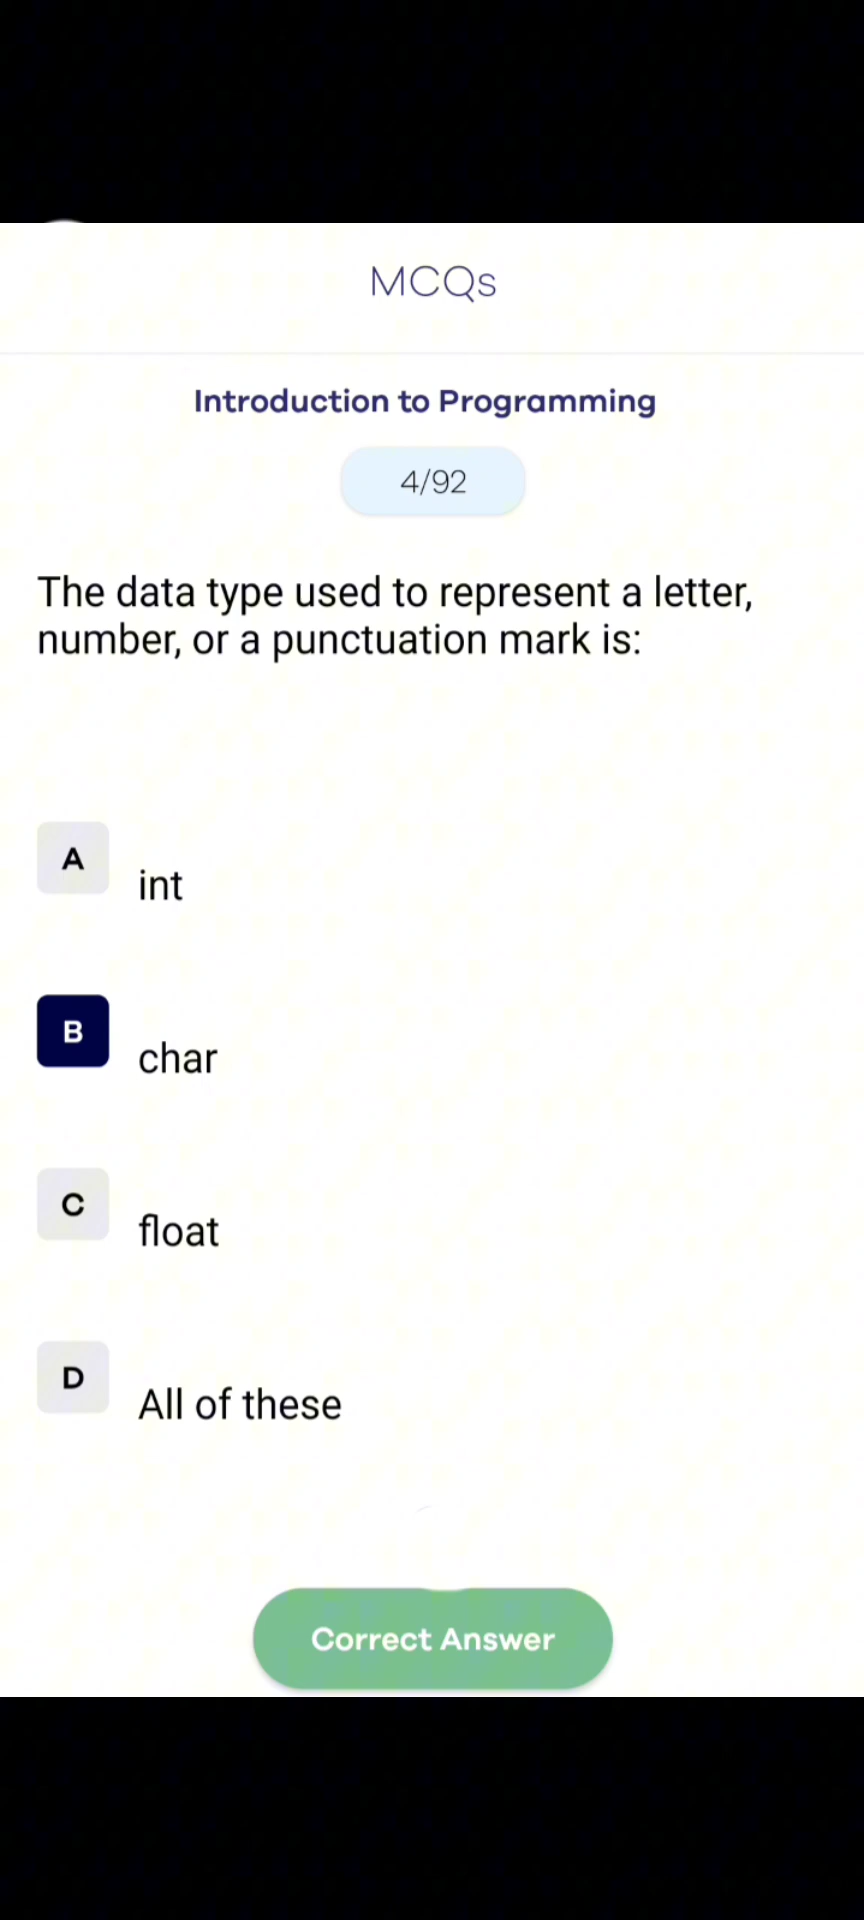 MCQs
Introduction to Programming
4/92
The data type used to represent a letter,
number, or a punctuation mark is:
A
int
B
char
C
float
D
All of these
Correct Answer